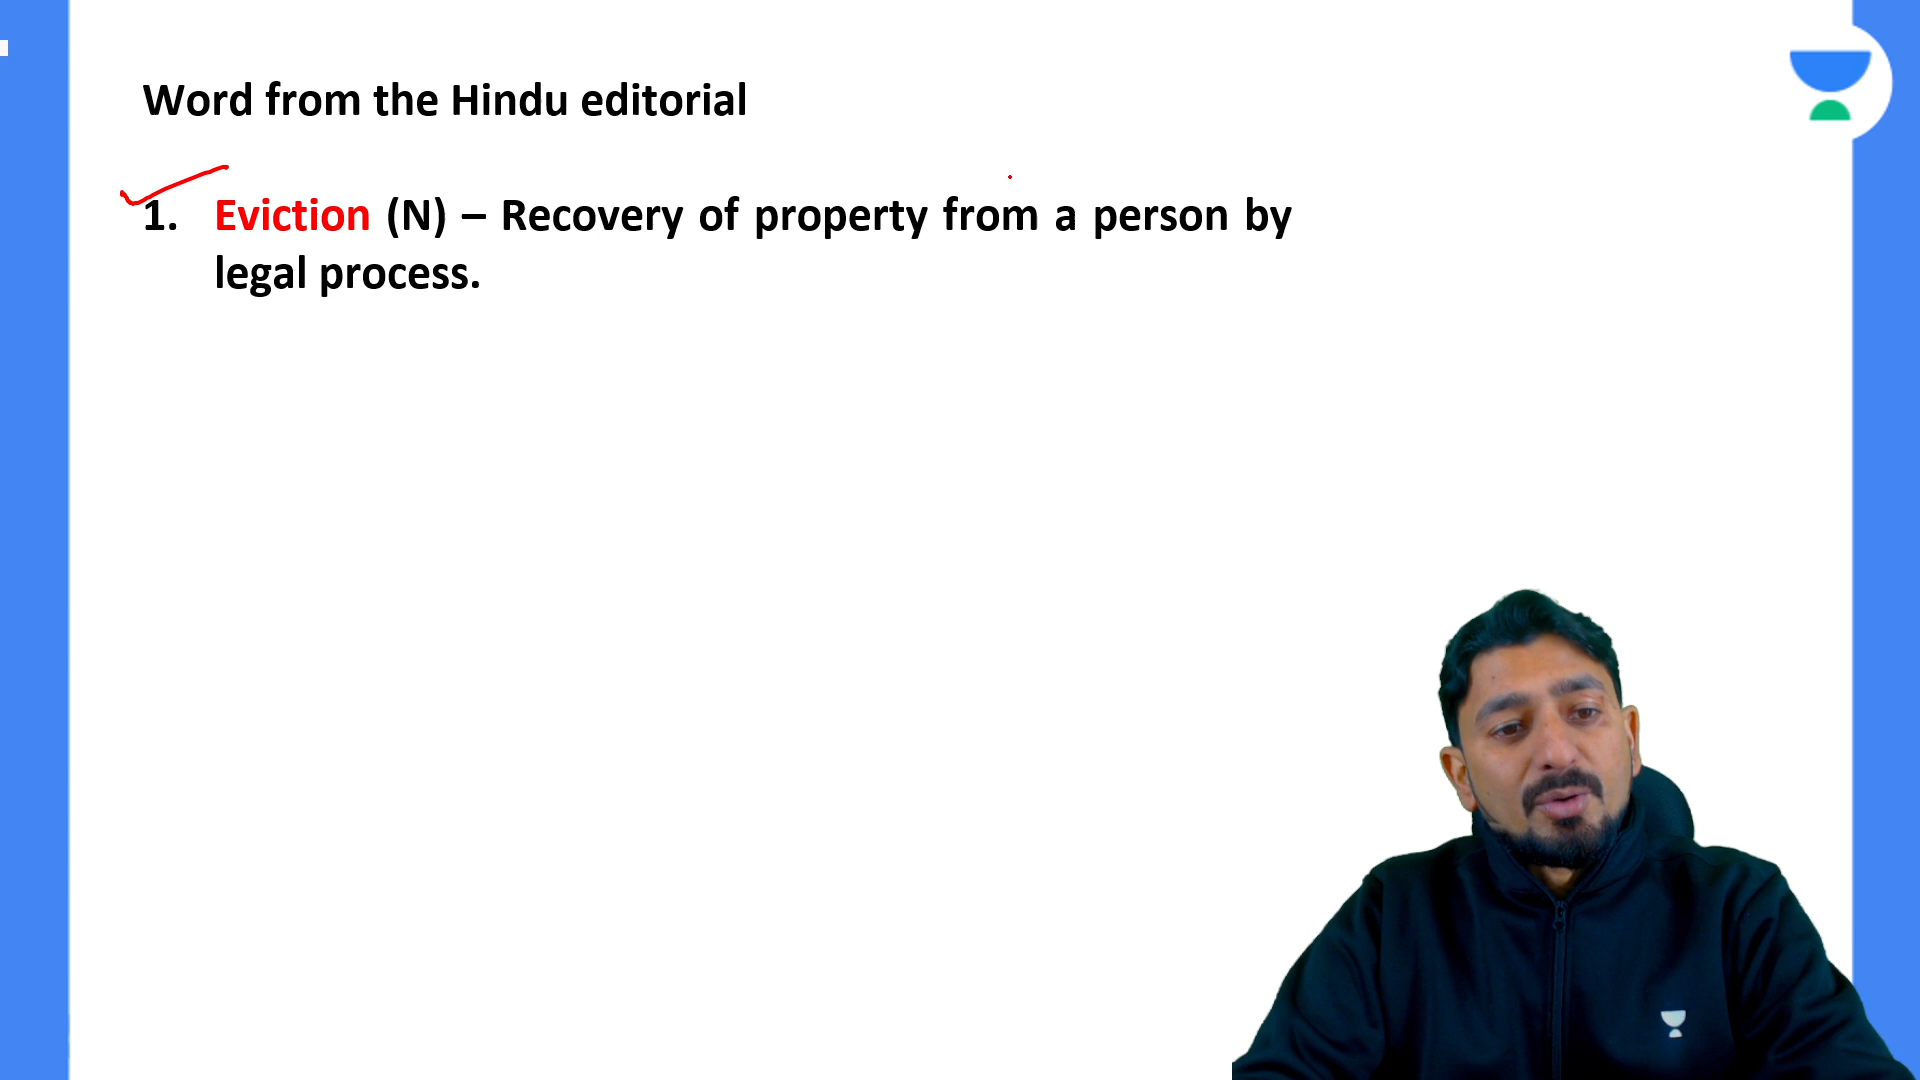 Word from the Hindu editorial
1. Eviction (N) – Recovery of property from a person by
legal process.